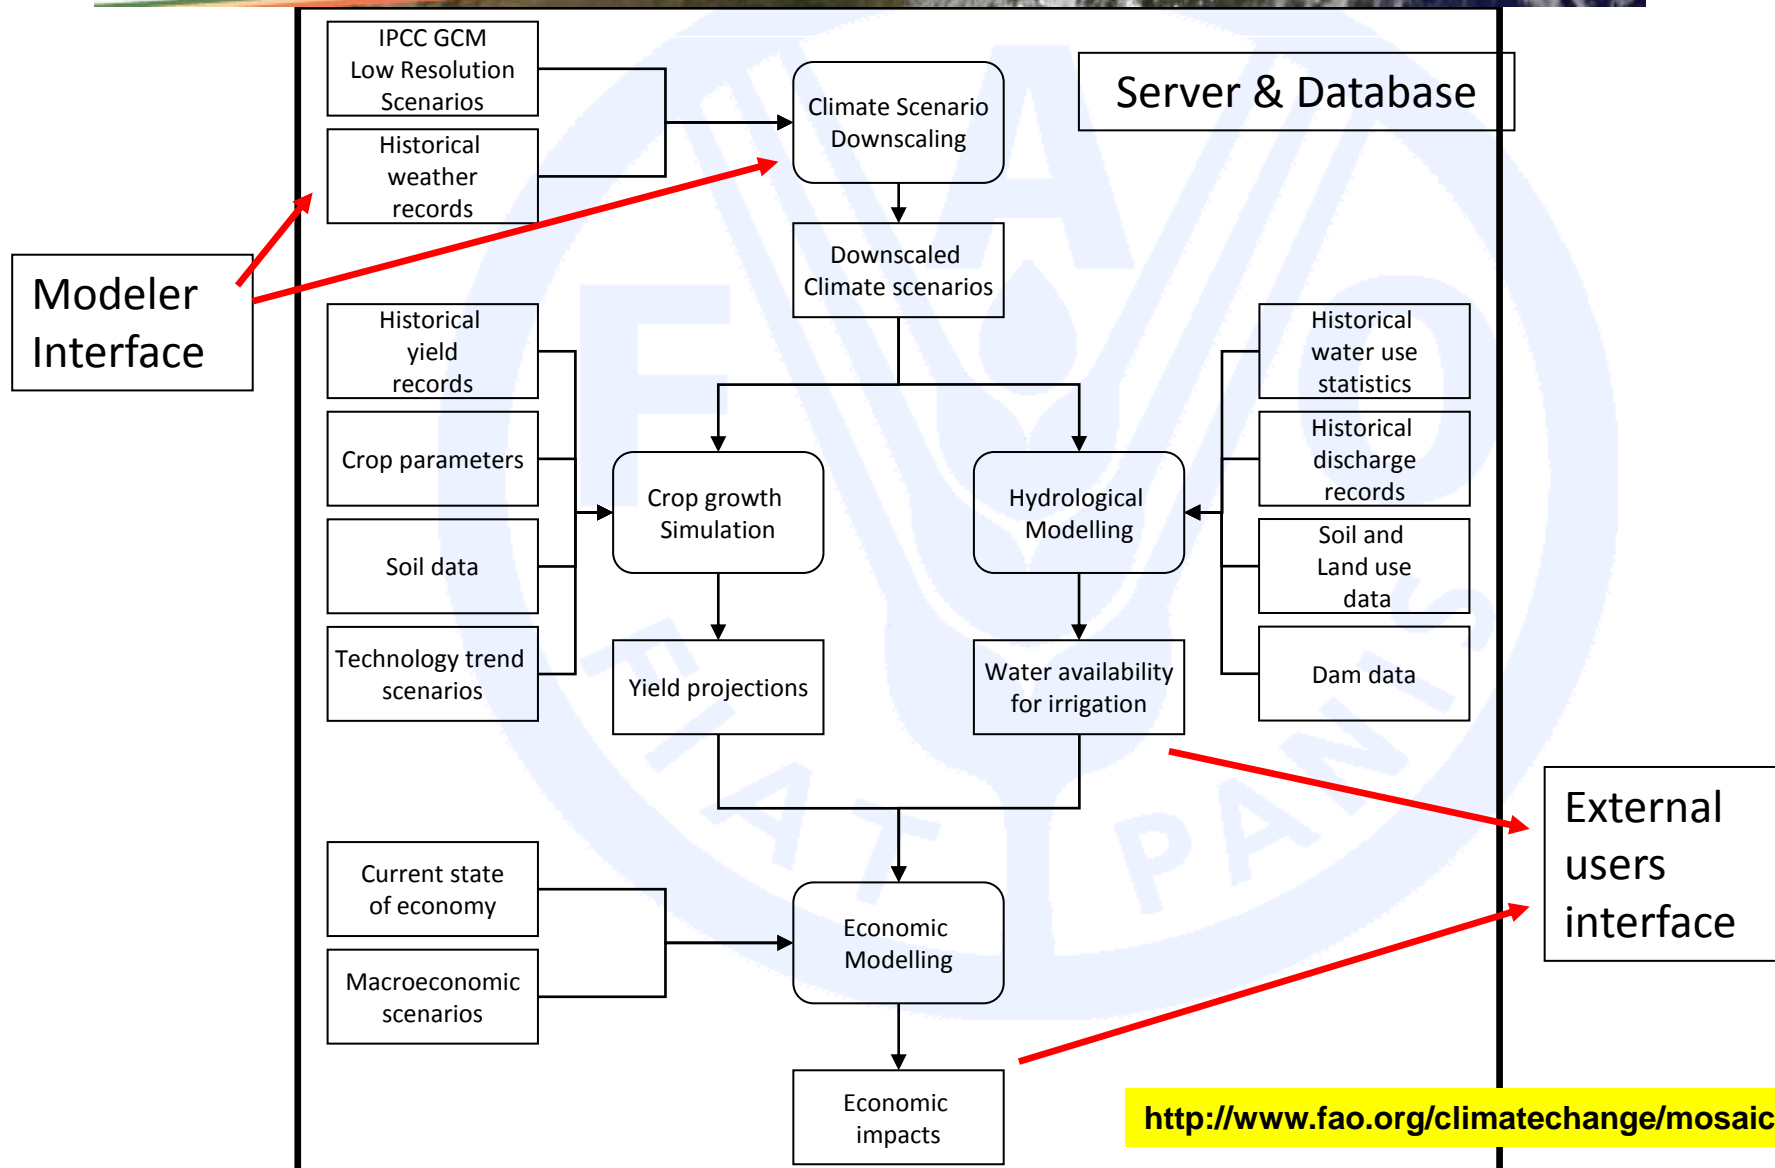 IPCC GCM
Low Resolution
Scenarios
Historical
weather
records
Climate Scenario
Downscaling
Server & Database
Downscaled
Climate scenarios
Modeler
Interface
Historical
yield
records
Crop parameters
Soil data
Technology trend
scenarios
Crop growth
Simulation
Hydrological
Modelling
Historical
water use
statistics
Historical
discharge
records
Soil and
Land use
data
Dam data
Yield projections
Water availability
for irrigation
External
users
interface
Current state
of economy
Macroeconomic
scenarios
Economic
Modelling
Economic
impacts
http://www.fao.org/climatechange/mosaic
F A O
FIAT PANIS